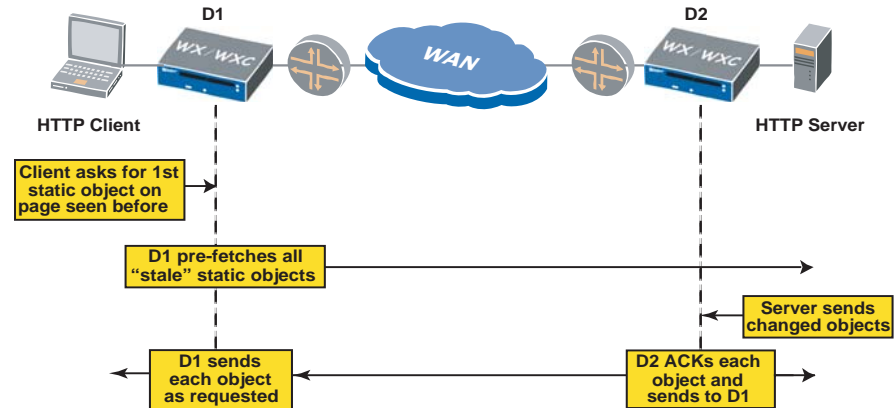 D1
D2
WX/WXC
WAN
WX/WXC
HTTP Client
HTTP Server
Client asks for 1st
static object on
page seen before
D1 pre-fetches all
“stale” static objects
Server sends
changed objects
D1 sends
each object
as requested
D2 ACKs each
object and
sends to D1